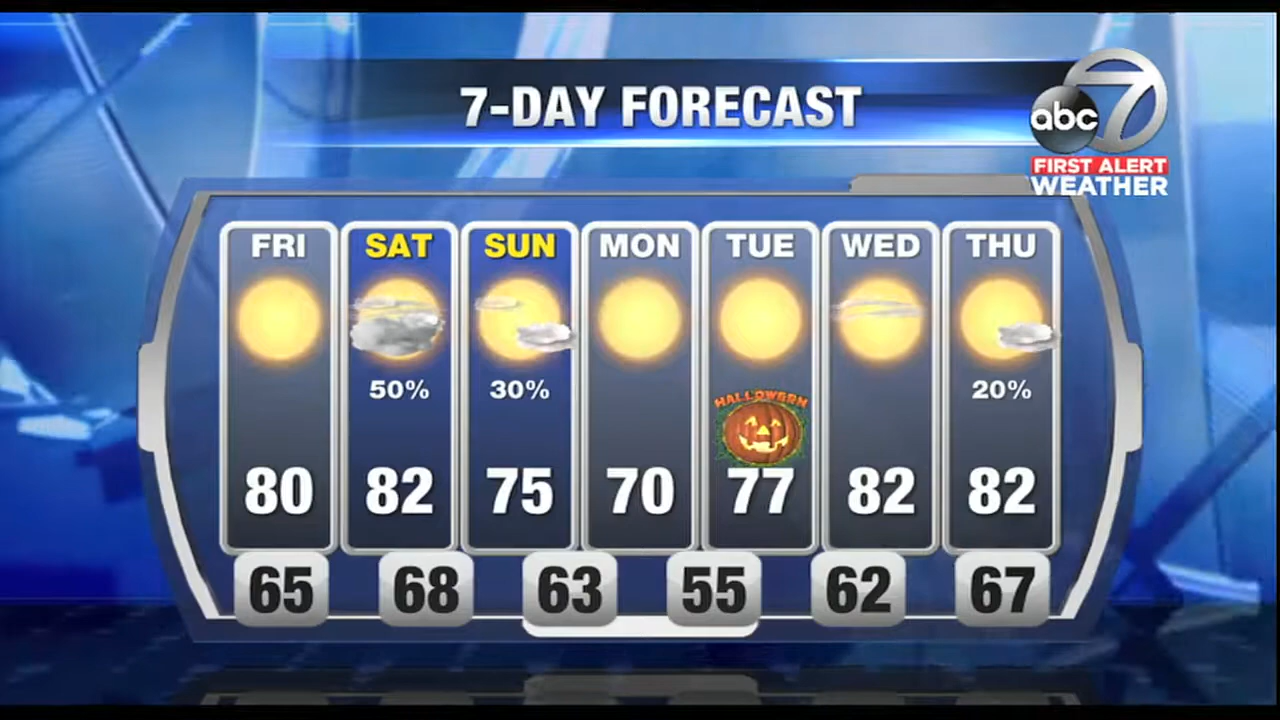 7-DAY FORECAST
abc 7
FIRST ALERT
WEATHER
FRI SAT SUN MON TUE WED THU
50% 30% 20%
HALLOWEEN
80 82 75 70 77 82 82
65 68 63 55 62 67